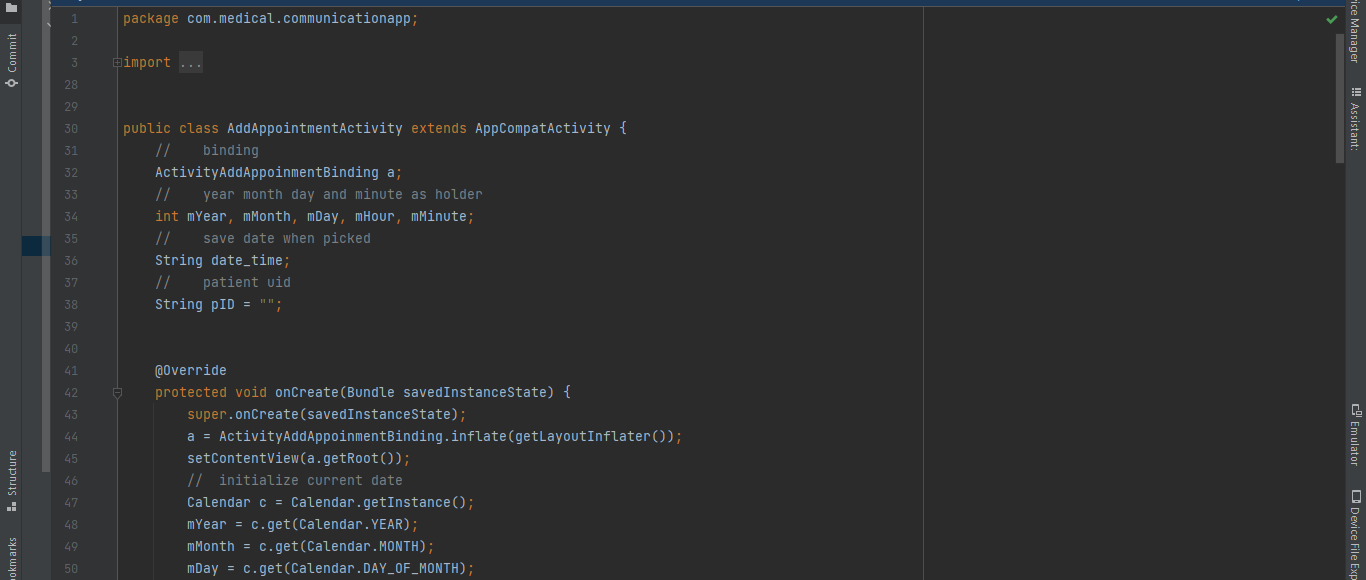 Commit
Structure
ookmarks
1 package com.medical.communicationapp;
2
3 import ...
28
29
30 public class AddAppointmentActivity extends AppCompatActivity {
31 // binding
32 ActivityAddAppoinmentBinding a;
33 // year month day and minute as holder
34 int mYear, mMonth, mDay, mHour, mMinute;
35 // save date when picked
36 String date_time;
37 // patient uid
38 String pID = "";
39
40
41 @Override
42 protected void onCreate(Bundle savedInstanceState) {
43 super.onCreate(savedInstanceState);
44 a = ActivityAddAppoinmentBinding.inflate(getLayoutInflater());
45 setContentView(a.getRoot());
46 // initialize current date
47 Calendar c = Calendar.getInstance();
48 mYear = c.get(Calendar.YEAR);
49 mMonth = c.get(Calendar.MONTH);
50 mDay = c.get(Calendar.DAY_OF_MONTH);
ice Manager
Assistant:
Emulator
Device File Exp